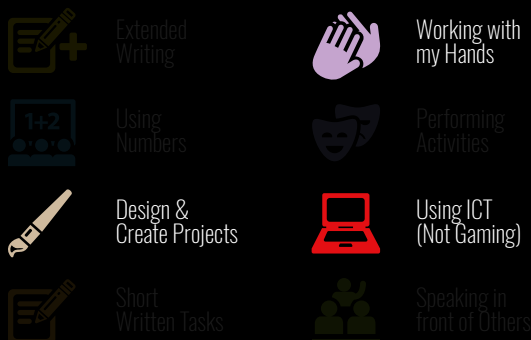 Extended
Writing
Working with
my Hands
1+2
Using
Numbers
Performing
Activities
Design &
Create Projects
Using ICT
(Not Gaming)
Short
Written Tasks
Speaking in
front of Others